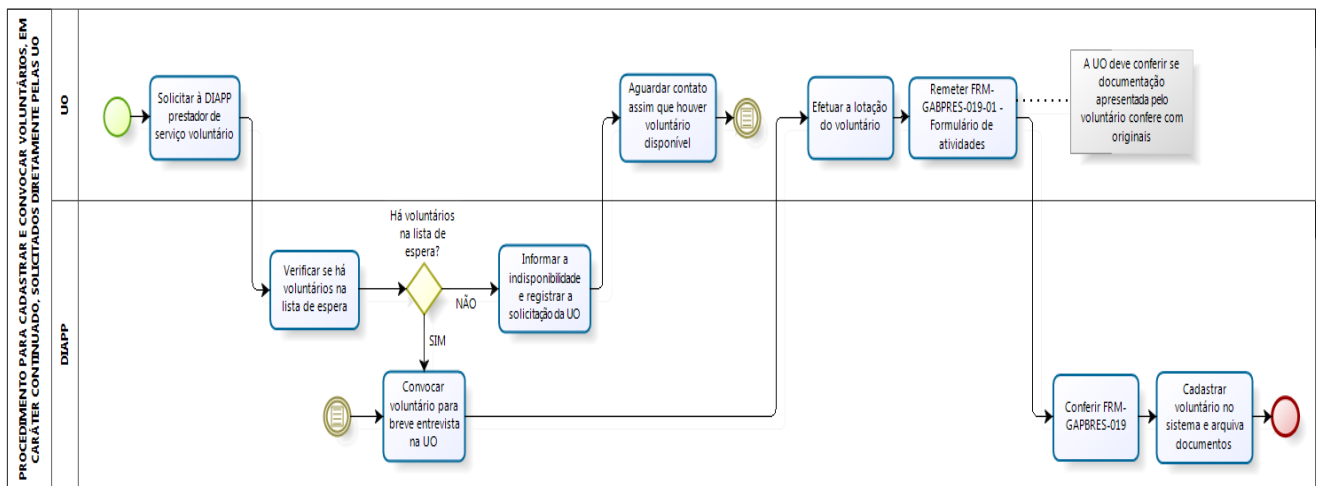 PROCEDIMENTO PARA CADASTRAR E CONVOCAR VOLUNTÁRIOS, EM
CARÁTER CONTINUADO, SOLICITADOS DIRETAMENTE PELAS UO
UO
Solicitar à DIAPP
prestador de
serviço voluntário
Aguardar contato
assim que houver
voluntário
disponível
Efetuar a lotação
do voluntário
Remeter FRM-
GABPRES-019-01 -
Formulário de
atividades
A UO deve conferir se
documentação
apresentada pelo
voluntário confere com
originais
DIAPP
Verificar se há
voluntários na
lista de espera
Há voluntários
na lista de
espera?
NÃO
SIM
Informar a
indisponibilidade
e registrar a
solicitação da UO
Convocar
voluntário para
breve entrevista
na UO
Conferir FRM-
GAPBRES-019
Cadastrar
voluntário no
sistema e arquiva
documentos